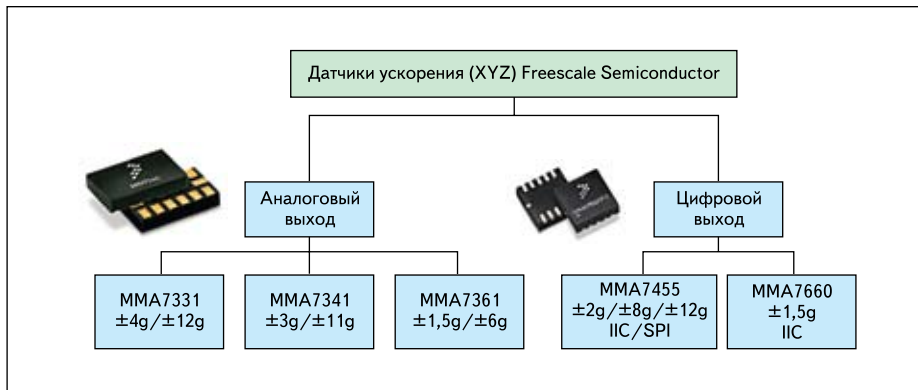 Датчики ускорения (XYZ) Freescale Semiconductor
Аналоговый
выход
Цифровой
выход
MMA7331
±4g/±12g
MMA7341
±3g/±11g
MMA7361
±1,5g/±6g
MMA7455
±2g/±8g/±12g
IIC/SPI
MMA7660
±1,5g
IIC